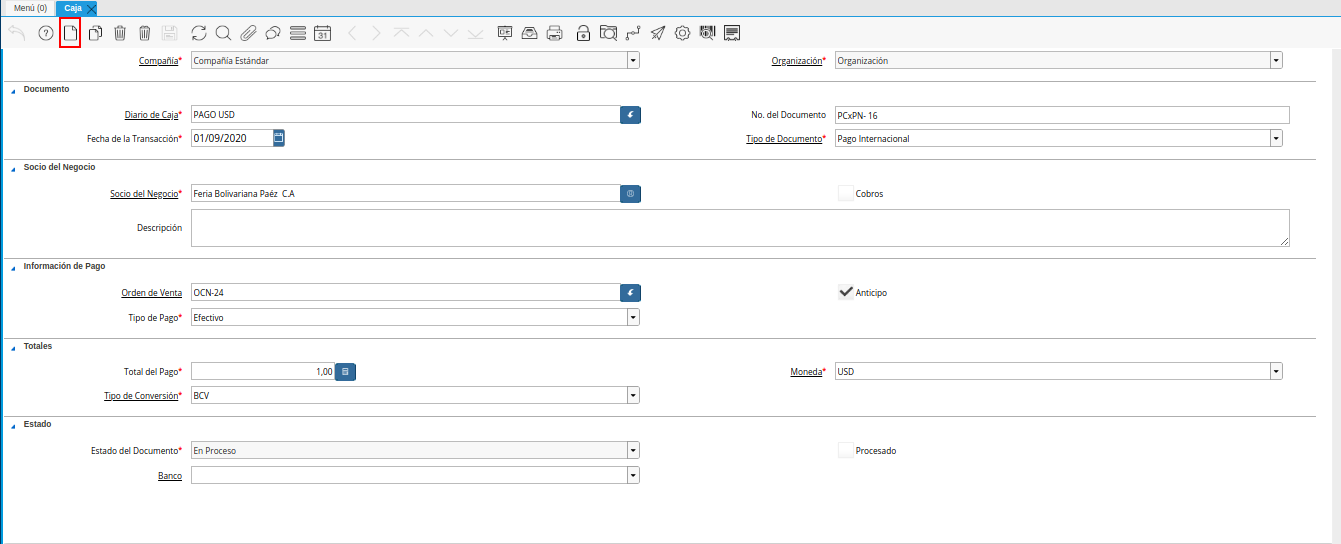 Menú (0) Caja
31
Compañía* Compañía Estándar Organización* Organización
Documento
Diario de Caja* PAGO USD No. del Documento PCxPN- 16
Fecha de la Transacción* 01/09/2020 Tipo de Documento* Pago Internacional
Socio del Negocio
Socio del Negocio* Feria Bolivariana Paéz C.A Cobros
Descripción
Información de Pago
Orden de Venta OCN-24 Anticipo
Tipo de Pago* Efectivo
Totales
Total del Pago* 1,00 Moneda* USD
Tipo de Conversión* BCV
Estado
Estado del Documento* En Proceso Procesado
Banco